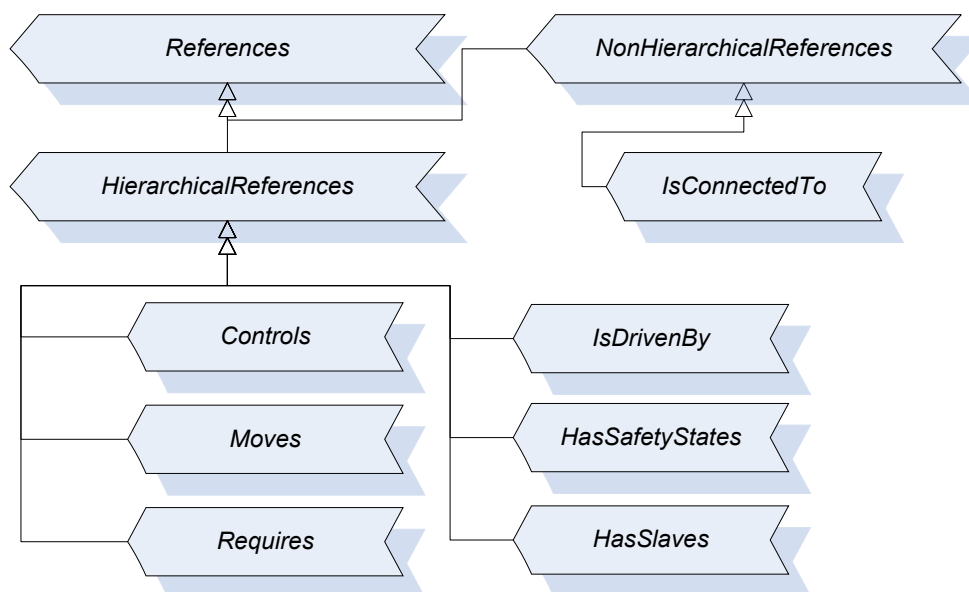 References
NonHierarchicalReferences
HierarchicalReferences
IsConnectedTo
Controls
IsDrivenBy
Moves
HasSafetyStates
Requires
HasSlaves